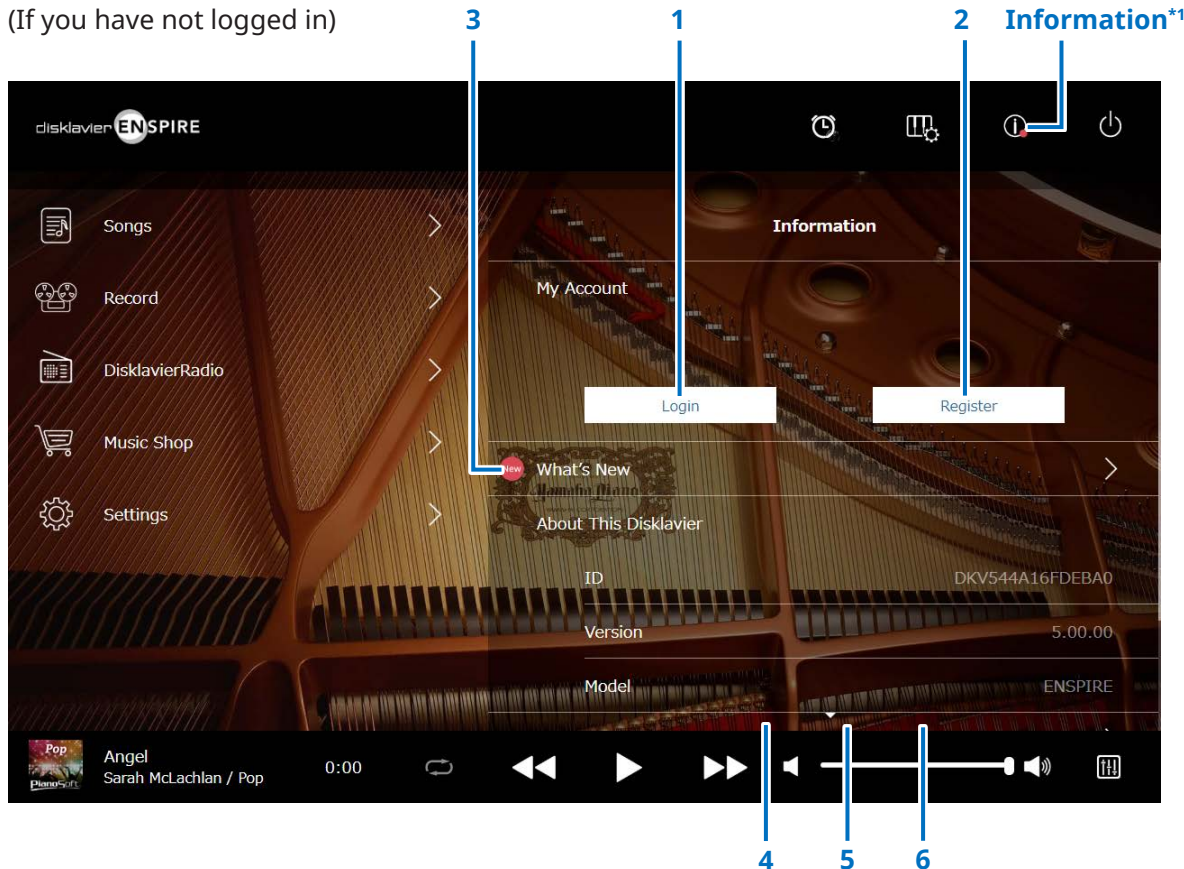 (If you have not logged in)
3
1
2
Information*1
disklavier ENSPIRE
Songs
Information
Record
My Account
DisklavierRadio
Login
Register
Music Shop
New
What's New
Yamaha Piano
Settings
About This Disklavier
ID
DKV544A16FDEBA0
Version
5.00.00
Model
ENSPIRE
Pop
PianoSoft
Angel
Sarah McLachlan / Pop
0:00
4
5
6